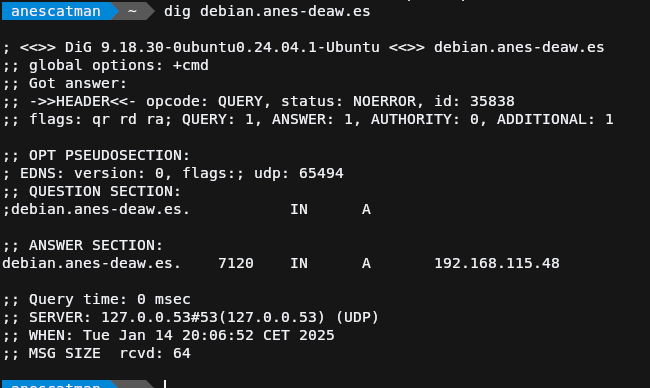 anescatman ~ dig debian.anes-deaw.es
; <<>> DiG 9.18.30-0ubuntu0.24.04.1-Ubuntu <<>> debian.anes-deaw.es
;; global options: +cmd
;; Got answer:
;; ->>HEADER<<- opcode: QUERY, status: NOERROR, id: 35838
;; flags: qr rd ra; QUERY: 1, ANSWER: 1, AUTHORITY: 0, ADDITIONAL: 1
;; OPT PSEUDOSECTION:
; EDNS: version: 0, flags:; udp: 65494
;; QUESTION SECTION:
;debian.anes-deaw.es. IN A
;; ANSWER SECTION:
debian.anes-deaw.es. 7120 IN A 192.168.115.48
;; Query time: 0 msec
;; SERVER: 127.0.0.53#53(127.0.0.53) (UDP)
;; WHEN: Tue Jan 14 20:06:52 CET 2025
;; MSG SIZE rcvd: 64
anescatman